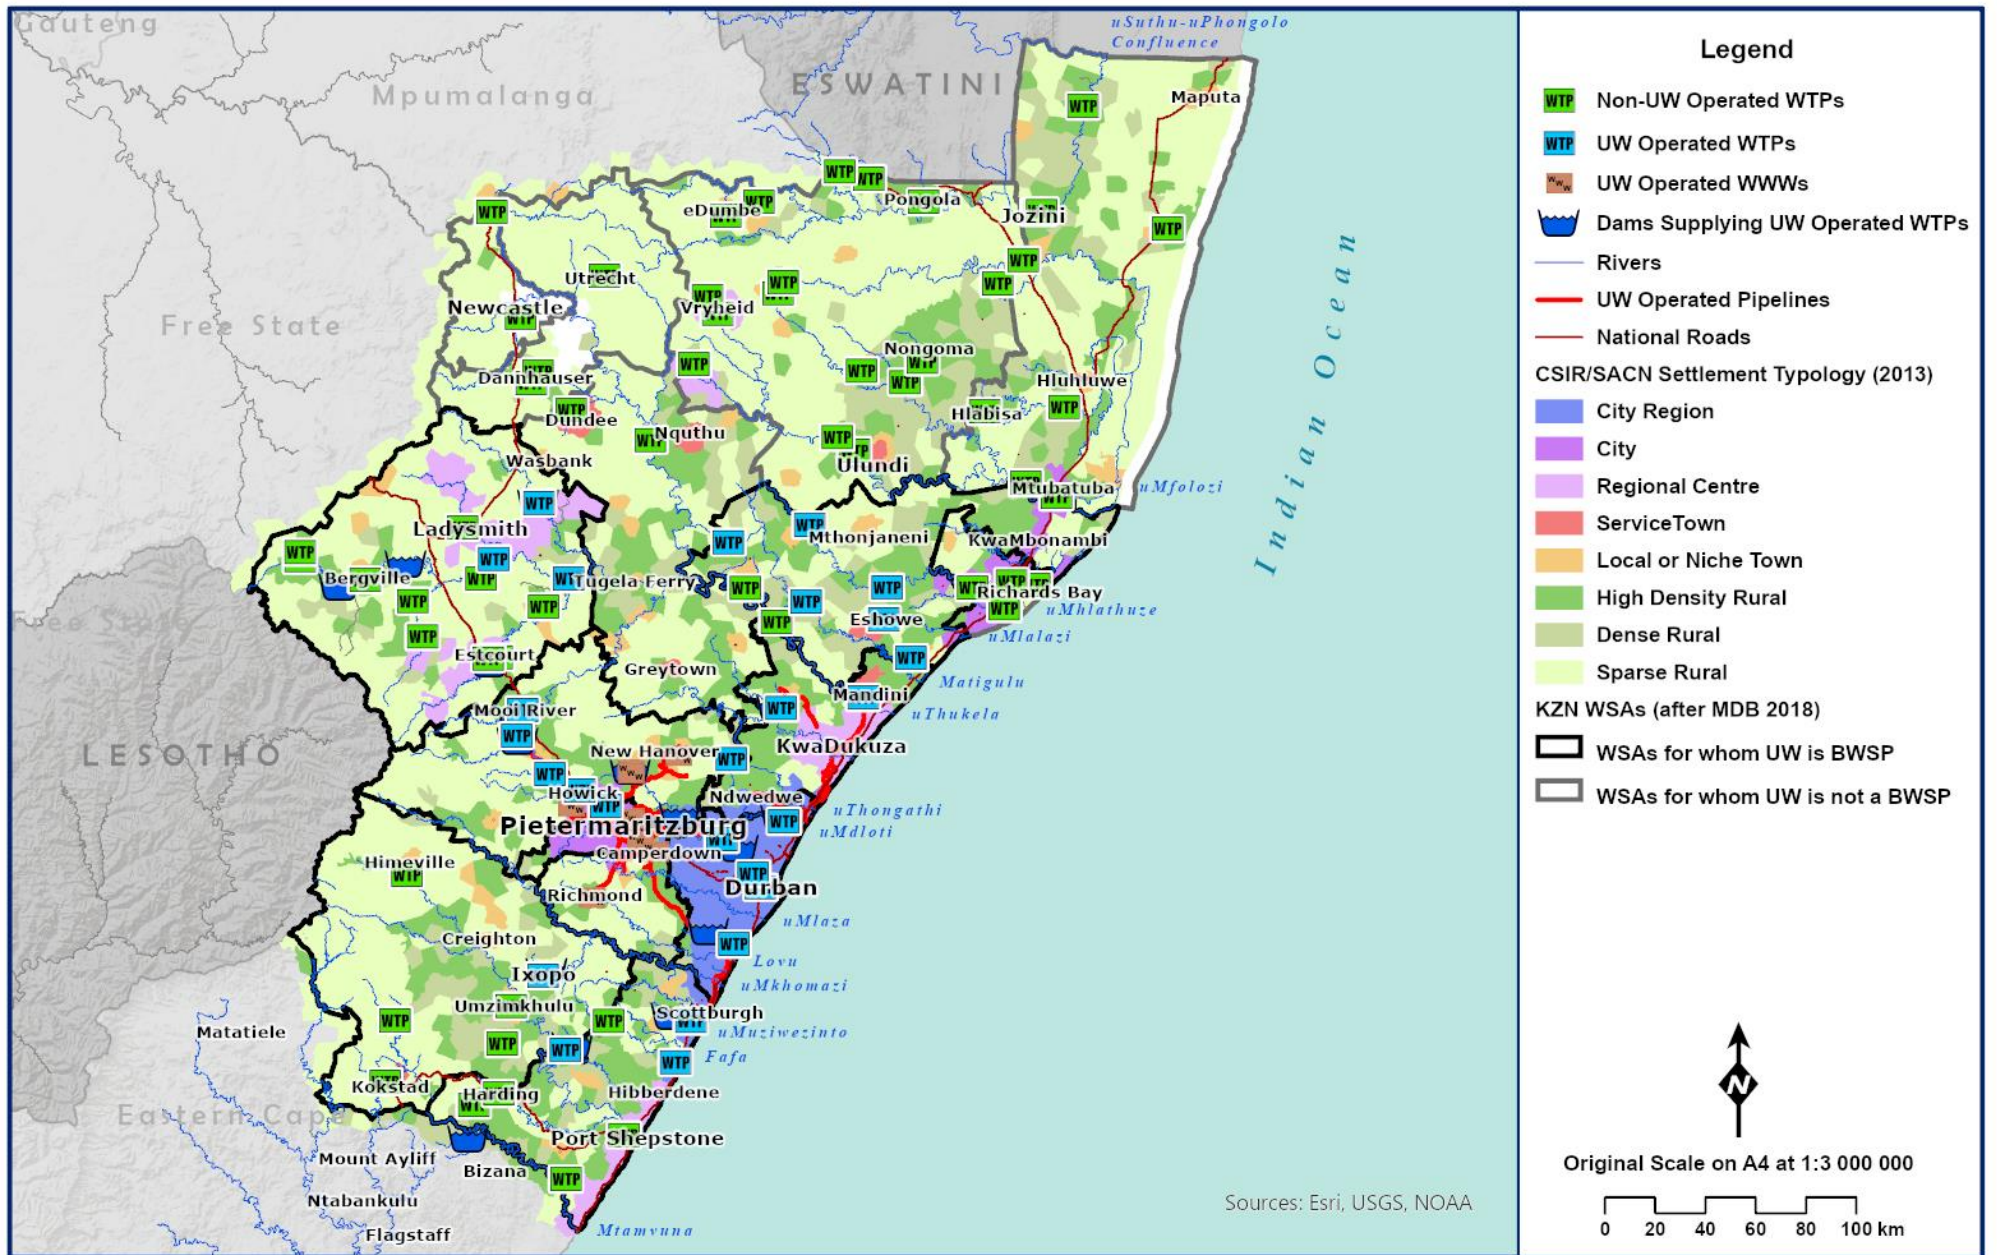 Gauteng
Mpumalanga
ESWATINI
uSuthu-uPhongolo
Confluence
Maputa
WTP
eDumbe
Pongola
Jozini
Utrecht
Newcastle
Vryheid
Free State
Nongoma
Dannhauser
Hluhluwe
Dundee
Hlabisa
Nquthu
Wasbank
Ulundi
Mtubatuba
uMfolozi
Ladysmith
Mthonjaneni
KwaMbonambi
Bergville
Tugela Ferry
Richards Bay
uMhlathuze
Eshowe
uMlalazi
Free State
Estcourt
Greytown
Matigulu
Mandini
Mooi River
uThukela
LESOTHO
New Hanover
KwaDukuza
Howick
Ndwedwe
uThongathi
Pietermaritzburg
uMdloti
Camperdown
Himeville
Richmond
Durban
uMlaza
Creighton
Lovu
Ixopo
uMkhomazi
Umzimkhulu
Scottburgh
Matatiele
uMuziwezinto
Fafa
Kokstad
Harding
Hibberdene
Eastern Cape
Port Shepstone
Mount Ayliff
Bizana
Ntabankulu
Flagstaff
Mtamvuna
Indian Ocean
Sources: Esri, USGS, NOAA
Legend
WTP Non-UW Operated WTPs
WTP UW Operated WTPs
www UW Operated WWWs
Dams Supplying UW Operated WTPs
Rivers
UW Operated Pipelines
National Roads
CSIR/SACN Settlement Typology (2013)
City Region
City
Regional Centre
ServiceTown
Local or Niche Town
High Density Rural
Dense Rural
Sparse Rural
KZN WSAs (after MDB 2018)
WSAs for whom UW is BWSP
WSAs for whom UW is not a BWSP
N
Original Scale on A4 at 1:3 000 000
0 20 40 60 80 100 km